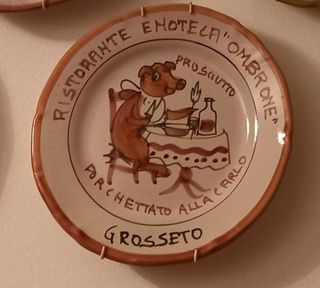 RISTORANTE ENOTECA "OMBRONE"
PROSCIUTTO
PORCHETTATO ALLA CARLO
GROSSETO